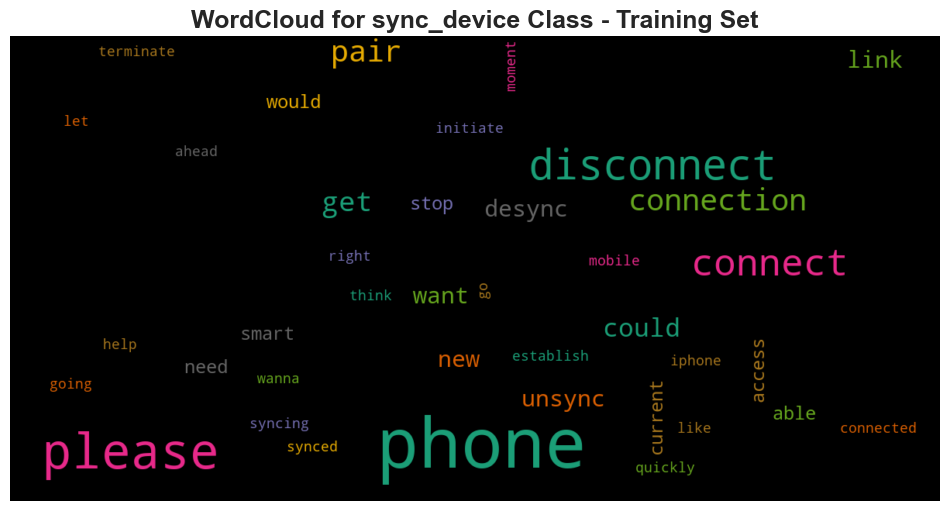 WordCloud for sync_device Class - Training Set
terminate
pair
moment
link
would
let
initiate
ahead
disconnect
get
stop
desync
connection
right
mobile
connect
think
want
go
smart
could
help
need
new
establish
iphone
access
going
wanna
unsync
current
able
syncing
synced
like
connected
please
phone
quickly